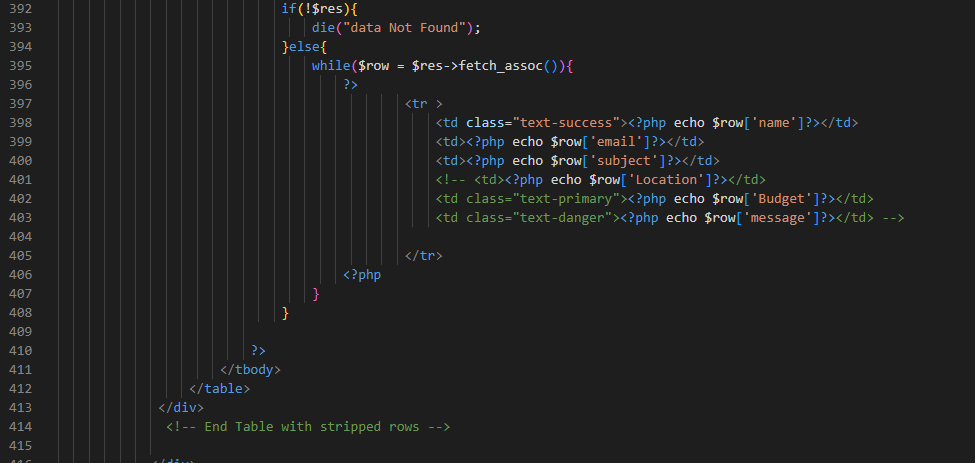 392 if(!$res){
393 die("data Not Found");
394 }else{
395 while($row = $res->fetch_assoc()){
396 ?>
397 <tr >
398 <td class="text-success"><?php echo $row['name']?></td>
399 <td><?php echo $row['email']?></td>
400 <td><?php echo $row['subject']?></td>
401 <!-- <td><?php echo $row['Location']?></td>
402 <td class="text-primary"><?php echo $row['Budget']?></td>
403 <td class="text-danger"><?php echo $row['message']?></td> -->
404
405 </tr>
406 <?php
407 }
408 }
409
410 ?>
411 </tbody>
412 </table>
413 </div>
414 <!-- End Table with stripped rows -->
415
416 </div>